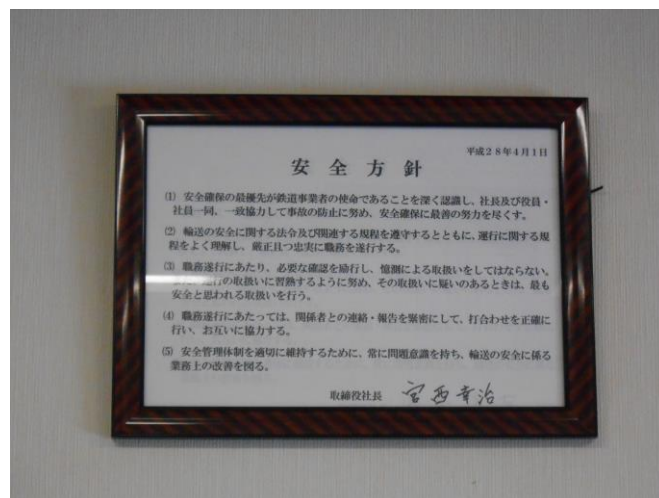 平成28年4月1日
安全方針
(1) 安全確保の最優先が鉄道事業者の使命であることを深く認識し、社長及び役員・
社員一同、一致協力して事故の防止に努め、安全確保に最善の努力を尽くす。
(2) 輸送の安全に関する法令及び関連する規程を遵守するとともに、運行に関する規
程をよく理解し、厳正且つ忠実に職務を遂行する。
(3) 職務遂行にあたり、必要な確認を励行し、憶測による取扱いをしてはならない。
の取扱いに習熟するように努め、その取扱いに疑いのあるときは、最も
安全と思われる取扱いを行う。
(4) 職務遂行にあたっては、関係者との連絡・報告を緊密にして、打合わせを正確に
行い、お互いに協力する。
(5) 安全管理体制を適切に維持するために、常に問題意識を持ち、輸送の安全に係る
業務上の改善を図る。
取締役社長 宮西幸治